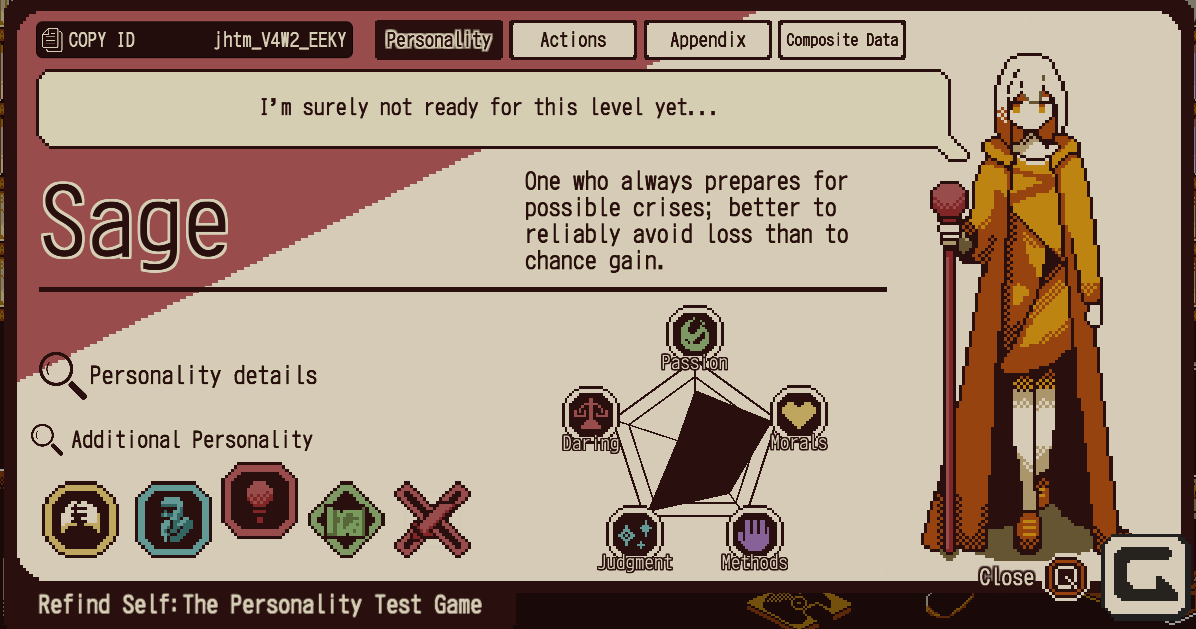 COPY ID jhtm_V4W2_EEKY Personality Actions Appendix Composite Data
I'm surely not ready for this level yet...
Sage
One who always prepares for
possible crises; better to
reliably avoid loss than to
chance gain.
Personality details
Additional Personality
Passion
Daring
Morals
Judgment
Methods
Close
Refind Self:The Personality Test Game